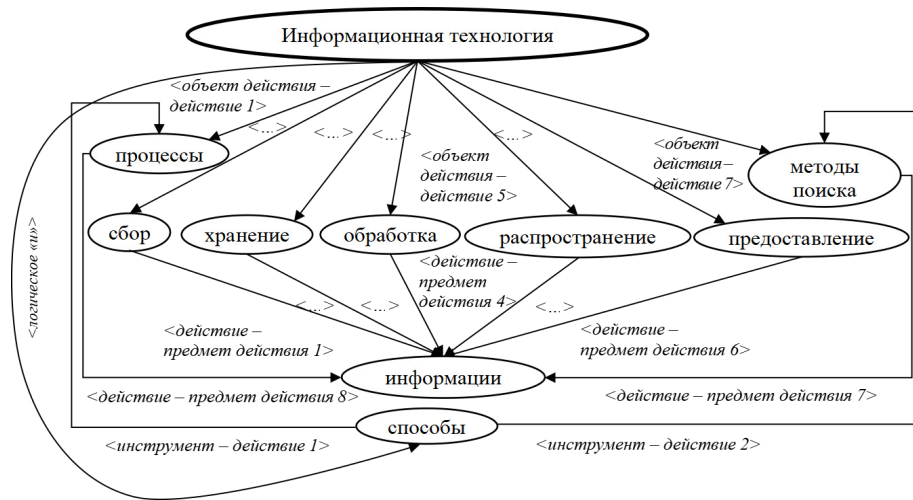 Информационная технология
<объект действия –
действие 1>
<...>
<...>
<...>
<...>
процессы
<объект
действия –
действие 5>
<объект
действия–
действие 7>
методы
поиска
сбор
хранение
обработка
распространение
предоставление
<логическое «и»>
<действие –
предмет
действия 4>
<...>
<...>
<...>
<действие –
предмет действия 1>
<действие –
предмет действия 6>
информации
<действие – предмет действия 8>
<действие – предмет действия 7>
способы
<инструмент – действие 1>
<инструмент – действие 2>